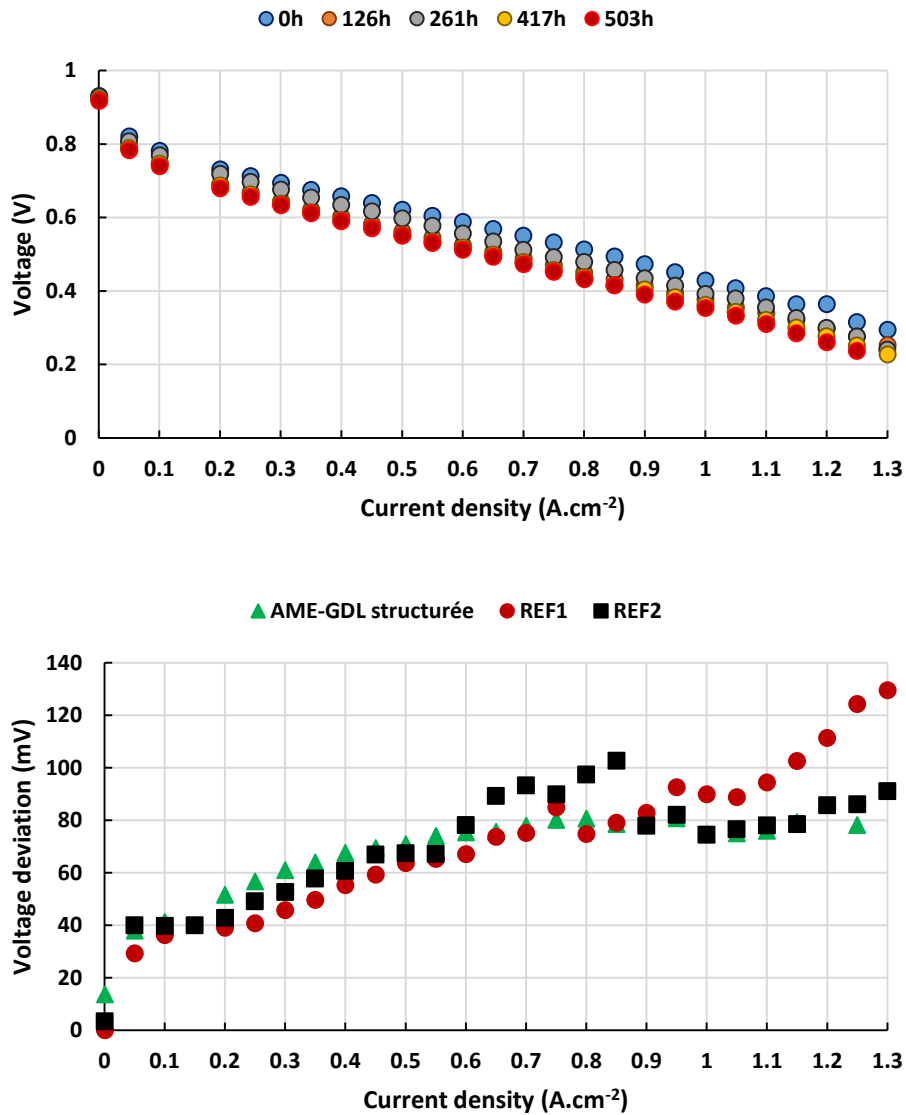 0h 126h 261h 417h 503h
1
0.8
0.6
0.4
0.2
0
Voltage (V)
0 0.1 0.2 0.3 0.4 0.5 0.6 0.7 0.8 0.9 1 1.1 1.2 1.3
Current density (A.cm⁻²)
AME-GDL structurée REF1 REF2
140
120
100
80
60
40
20
0
Voltage deviation (mV)
0 0.1 0.2 0.3 0.4 0.5 0.6 0.7 0.8 0.9 1 1.1 1.2 1.3
Current density (A.cm⁻²)